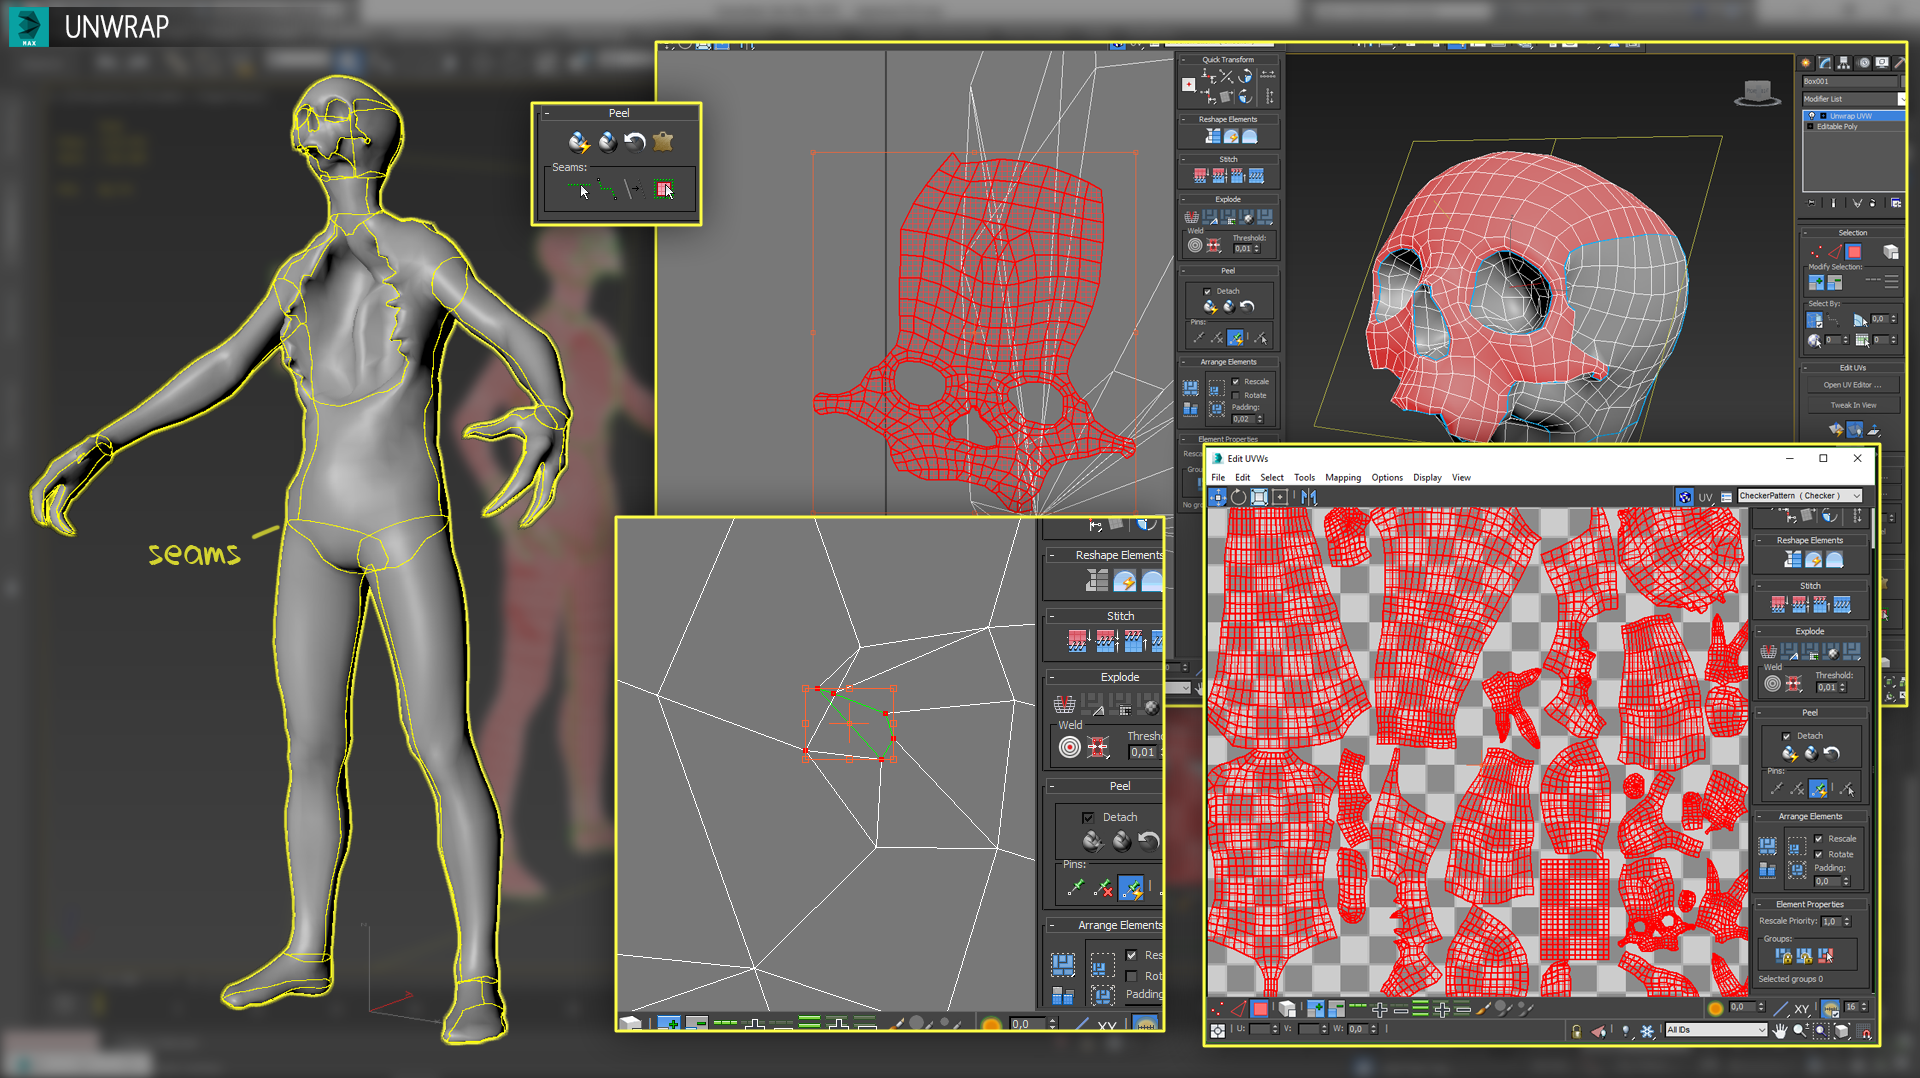 MAX
UNWRAP
Peel
Seams:
seams
Quick Transform
Reshape Elements
Stitch
Explode
Weld
Threshold:
0,01
Peel
Detach
Pins:
Arrange Elements
Rescale
Rotate
Padding:
0,02
Element Properties
Box001
Modifier List
Unwrap UVW
Editable Poly
Selection
Modify Selection:
Select By:
0,0
0
0
Edit UVs
Open UV Editor ...
Tweak In View
Reshape Elements
Stitch
Explode
Weld
Thresho
0,01
Peel
Detach
Pins:
Arrange Elements
Res
Rot
Padding
0,0
XY
Edit UVWs
File Edit Select Tools Mapping Options Display View
UV
CheckerPattern ( Checker )
Reshape Elements
Stitch
Explode
Weld
Threshold:
0,01
Peel
Detach
Pins:
Arrange Elements
Rescale
Rotate
Padding:
0,0
Element Properties
Rescale Priority: 1,0
Groups:
Selected groups 0
0,0
XY
16
U:
V:
W: 0,0
All IDs